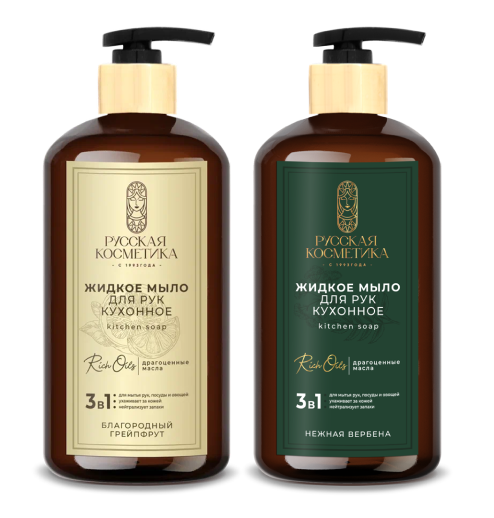 РУССКАЯ
КОСМЕТИКА
- С 1992 ГОДА -
ЖИДКОЕ МЫЛО
ДЛЯ РУК
КУХОННОЕ
kitchen soap
Rich Oils | драгоценные
масла
3в1: для мытья рук, посуды и овощей
ухаживает за кожей
нейтрализует запахи
БЛАГОРОДНЫЙ
ГРЕЙПФРУТ
РУССКАЯ
КОСМЕТИКА
- С 1992 ГОДА -
ЖИДКОЕ МЫЛО
ДЛЯ РУК
КУХОННОЕ
kitchen soap
Rich Oils | драгоценные
масла
3в1: для мытья рук, посуды и овощей
ухаживает за кожей
нейтрализует запахи
НЕЖНАЯ ВЕРБЕНА